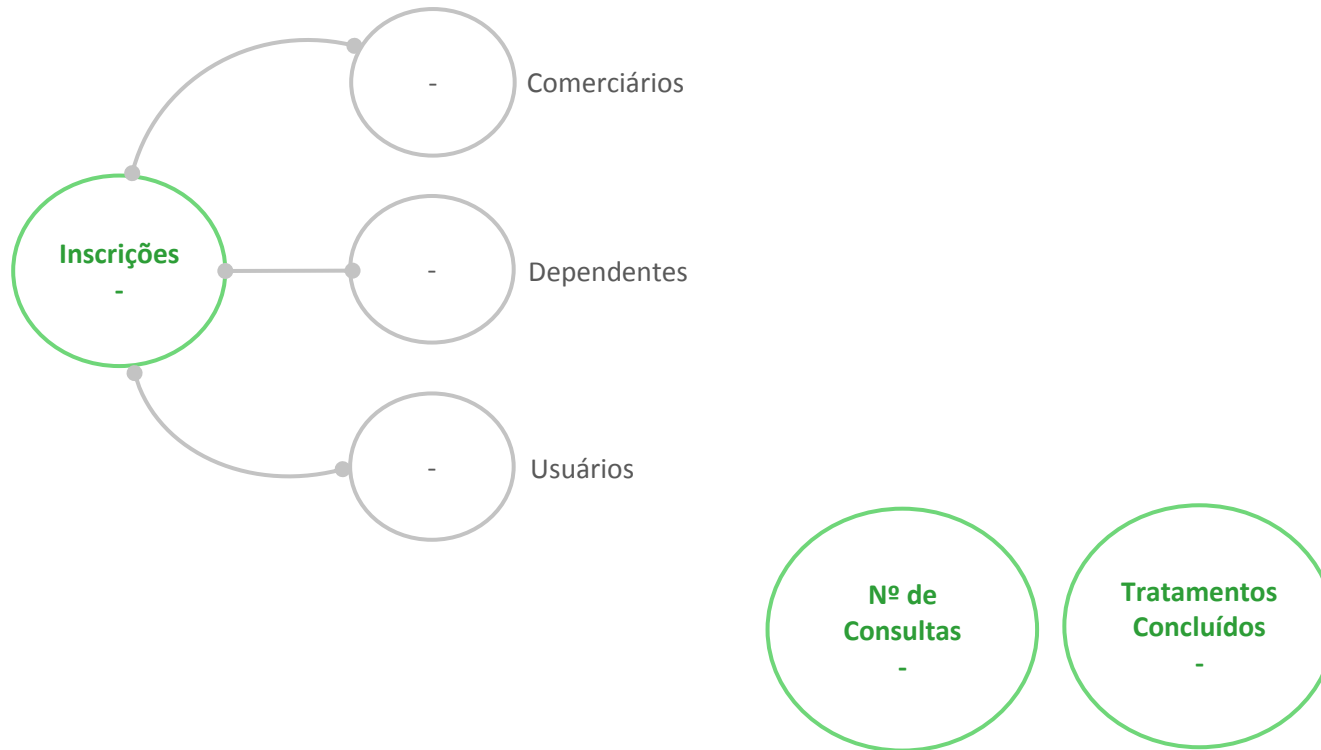 -
Comerciários
Inscrições
-
-
Dependentes
-
Usuários
Nº de
Consultas
-
Tratamentos
Concluídos
-